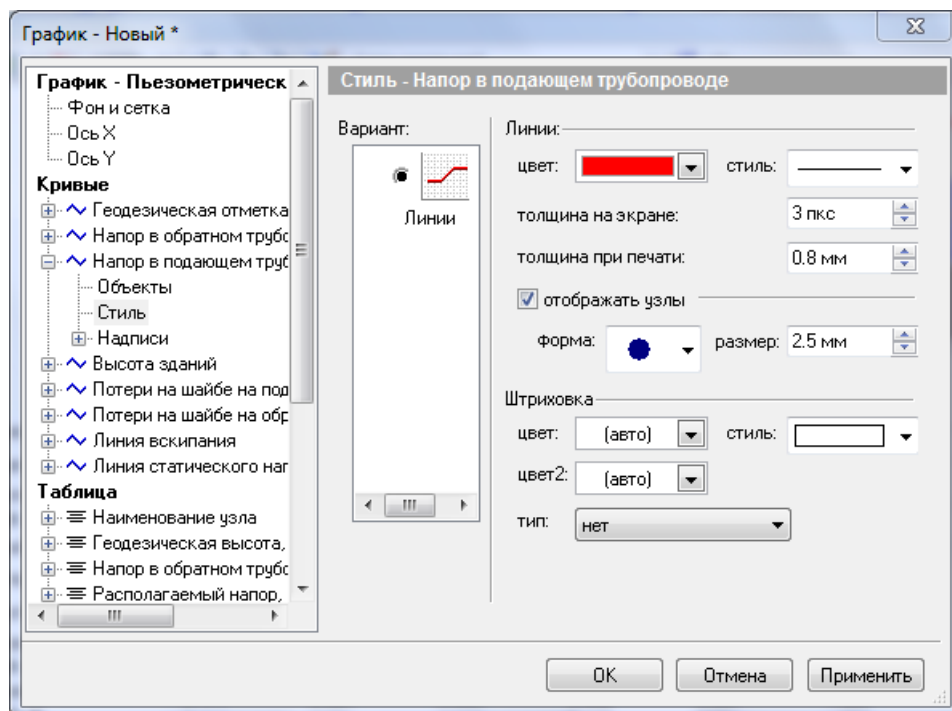 График - Новый *
График - Пьезометрическ
Фон и сетка
Ось X
Ось Y
Кривые
Геодезическая отметка
Напор в обратном трубо
Напор в подающем труб
Объекты
Стиль
Надписи
Высота зданий
Потери на шайбе на под
Потери на шайбе на обр
Линия вскипания
Линия статического нап
Таблица
Наименование узла
Геодезическая высота,
Напор в обратном трубо
Располагаемый напор,
Стиль - Напор в подающем трубопроводе
Вариант:
Линии
Линии:
цвет: стиль:
толщина на экране: 3 пкс
толщина при печати: 0.8 мм
отображать узлы
форма: размер: 2.5 мм
Штриховка
цвет: (авто) стиль:
цвет2: (авто)
тип: нет
ОК Отмена Применить